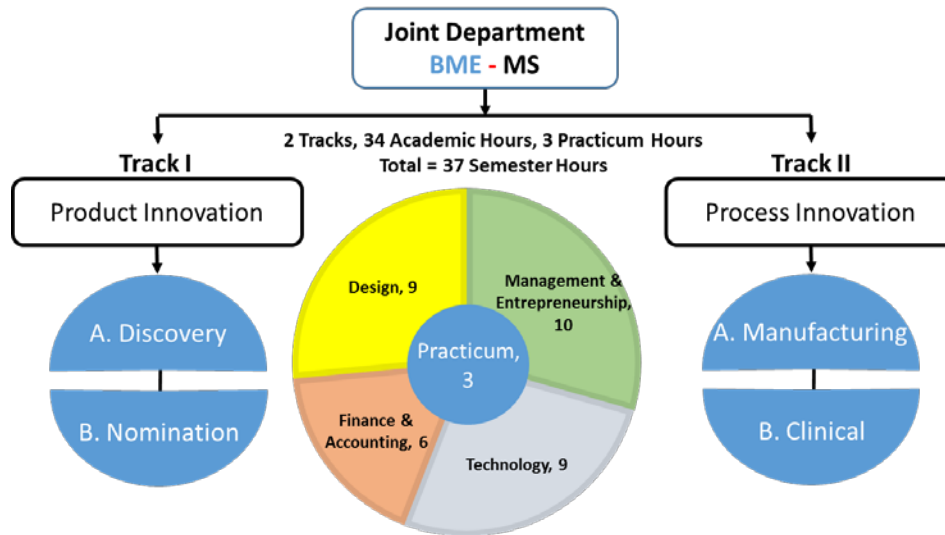 Joint Department
BME - MS
2 Tracks, 34 Academic Hours, 3 Practicum Hours
Total = 37 Semester Hours
Track I
Product Innovation
A. Discovery
B. Nomination
Design, 9
Management &
Entrepreneurship,
10
Practicum,
3
Finance &
Accounting, 6
Technology, 9
Track II
Process Innovation
A. Manufacturing
B. Clinical